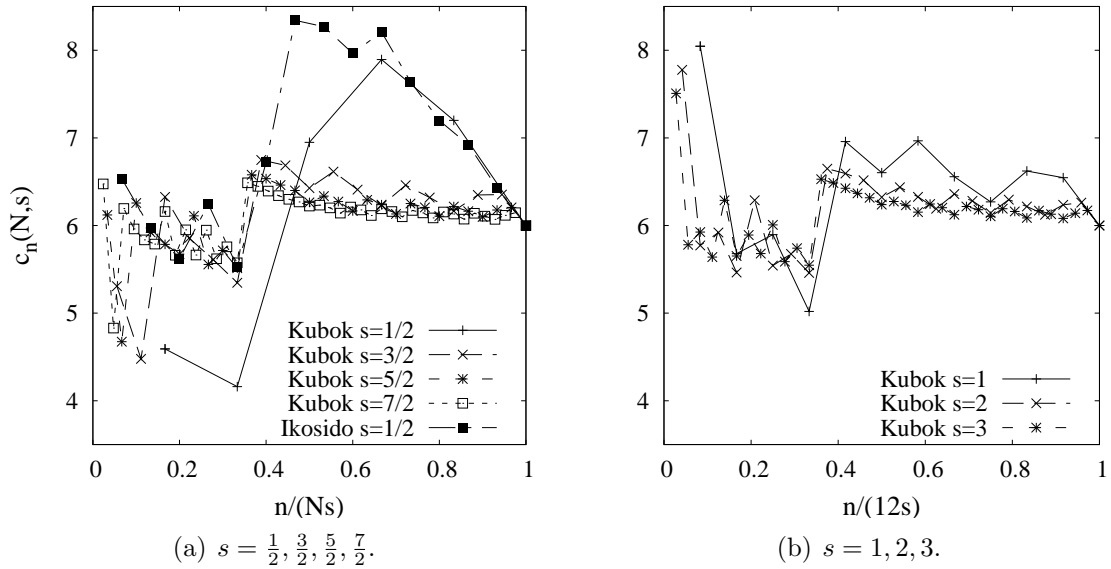 8
7
6
5
4
c_n(N,s)
0 0.2 0.4 0.6 0.8 1
n/(Ns)
Kubok s=1/2
Kubok s=3/2
Kubok s=5/2
Kubok s=7/2
Ikosido s=1/2
(a) s = 1/2, 3/2, 5/2, 7/2.
8
7
6
5
4
0 0.2 0.4 0.6 0.8 1
n/(12s)
Kubok s=1
Kubok s=2
Kubok s=3
(b) s = 1, 2, 3.